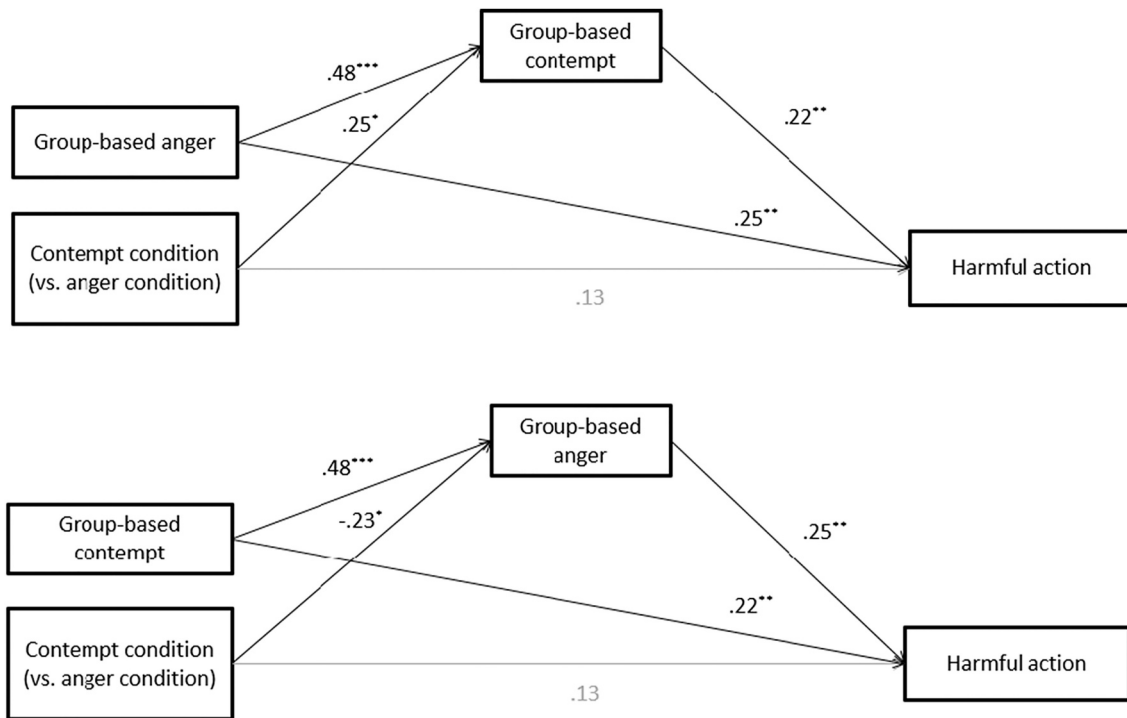 Group-based
contempt
.48***
.25*
.22**
Group-based anger
.25**
Contempt condition
(vs. anger condition)
Harmful action
.13
Group-based
anger
.48***
-.23*
.25**
Group-based
contempt
.22**
Contempt condition
(vs. anger condition)
Harmful action
.13